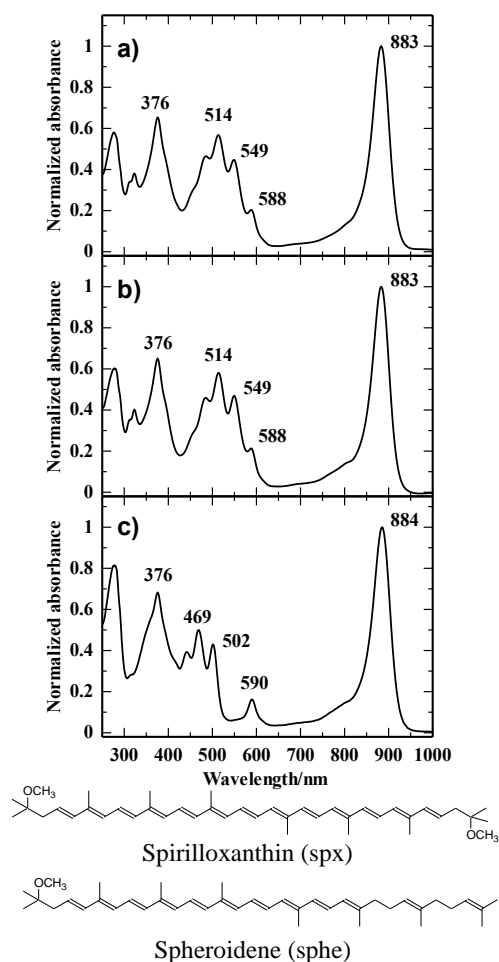 a)
883
376
514
549
588
Normalized absorbance
1
0.8
0.6
0.4
0.2
0
b)
883
376
514
549
588
Normalized absorbance
1
0.8
0.6
0.4
0.2
0
c)
884
376
469
502
590
Normalized absorbance
1
0.8
0.6
0.4
0.2
0
300 400 500 600 700 800 900 1000
Wavelength/nm
OCH3
OCH3
Spirilloxanthin (spx)
OCH3
Spheroidene (sphe)